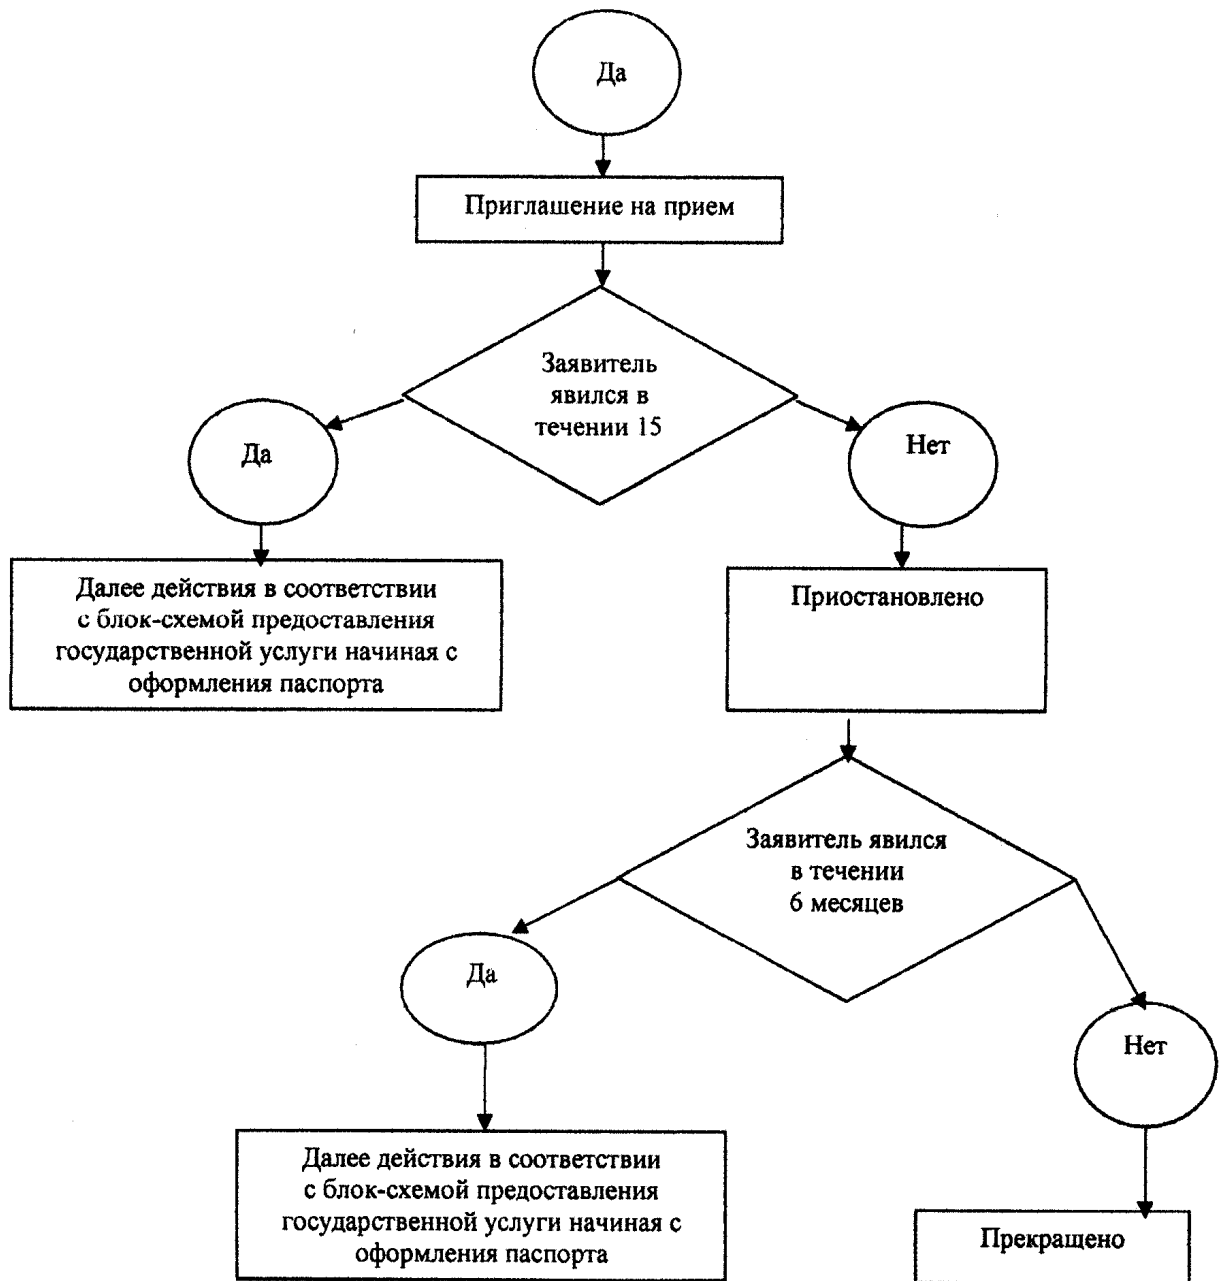 Да
Приглашение на прием
Заявитель
явился в
течении 15
Да
Нет
Далее действия в соответствии
с блок-схемой предоставления
государственной услуги начиная с
оформления паспорта
Приостановлено
Заявитель явился
в течении
6 месяцев
Да
Нет
Далее действия в соответствии
с блок-схемой предоставления
государственной услуги начиная с
оформления паспорта
Прекращено